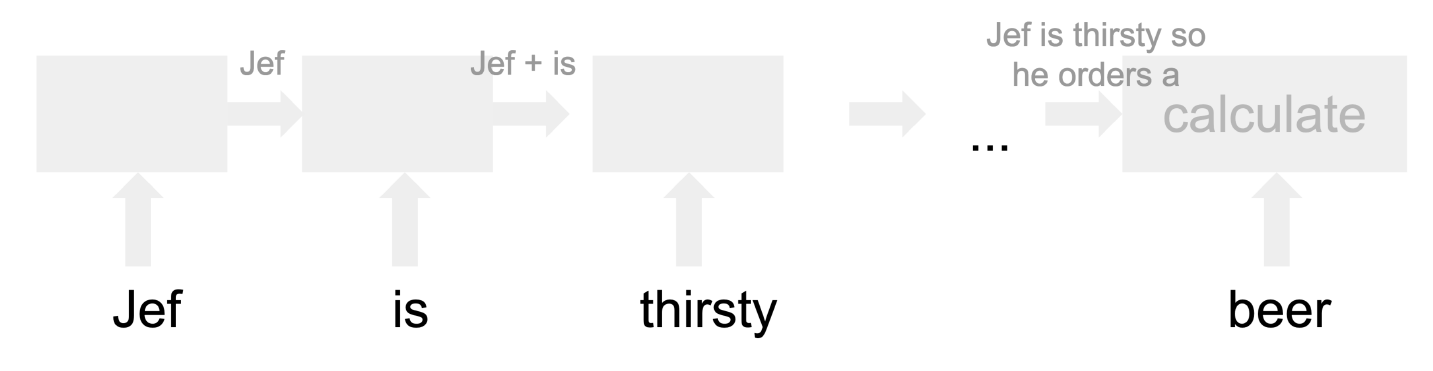 Jef
Jef + is
Jef is thirsty so
he orders a
calculate
...
Jef is thirsty beer